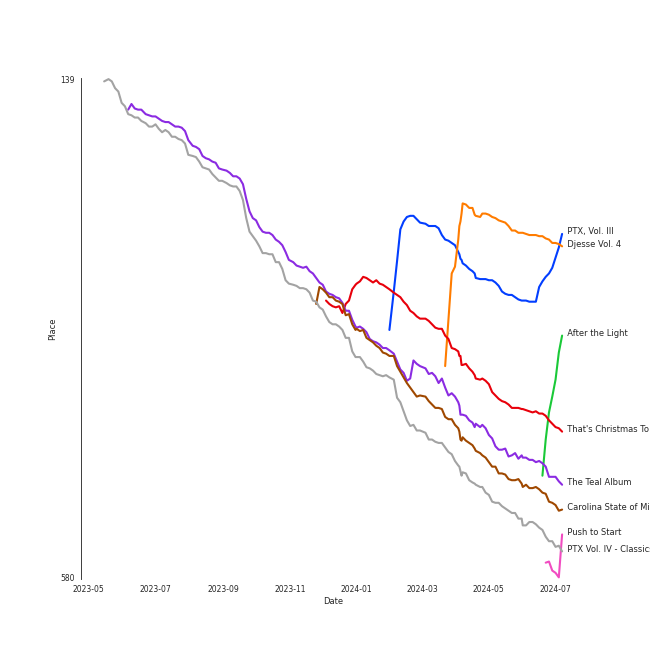 139
PTX, Vol. III
Djesse Vol. 4
After the Light
Place
That's Christmas To
The Teal Album
Carolina State of Mi
Push to Start
PTX Vol. IV - Classic
580
2023-05 2023-07 2023-09 2023-11 2024-01 2024-03 2024-05 2024-07
Date